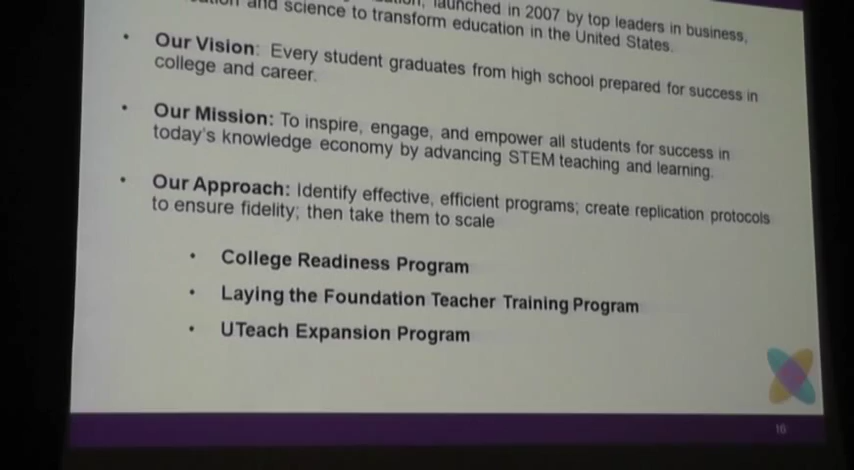 launched in 2007 by top leaders in business,
and science to transform education in the United States.
• Our Vision: Every student graduates from high school prepared for success in
college and career.
• Our Mission: To inspire, engage, and empower all students for success in
today's knowledge economy by advancing STEM teaching and learning.
• Our Approach: Identify effective, efficient programs; create replication protocols
to ensure fidelity; then take them to scale
• College Readiness Program
• Laying the Foundation Teacher Training Program
• UTeach Expansion Program
16